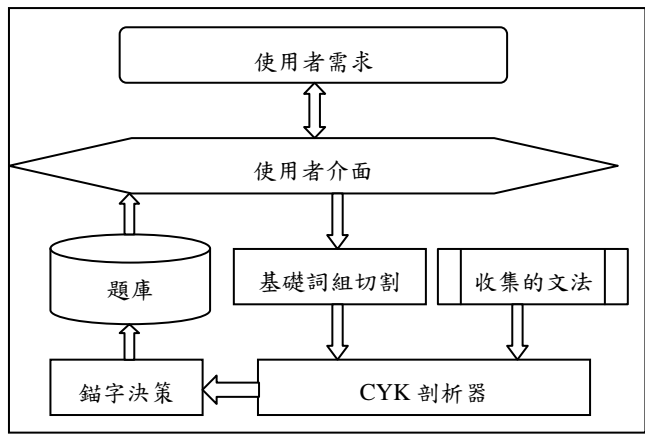 使用者需求
使用者介面
題庫
基礎詞組切割
收集的文法
錨字決策
CYK 剖析器